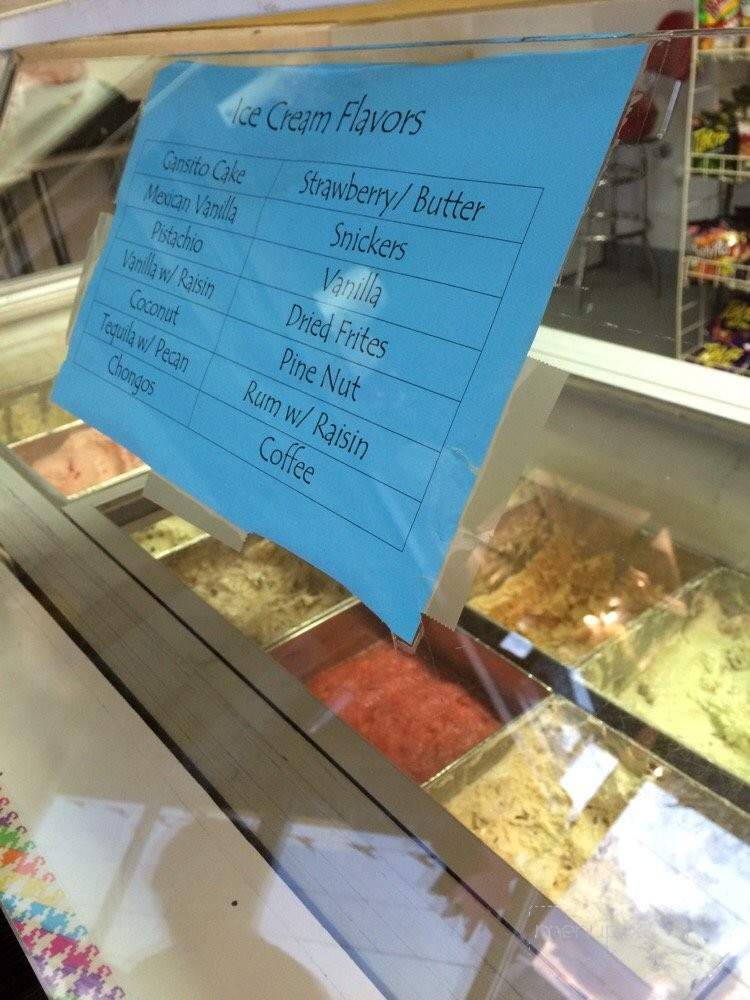 Ice Cream Flavors
Gansito Cake Strawberry/ Butter
Mexican Vanilla Snickers
Pistachio Vanilla
Vanilla w/ Raisin Dried Frites
Coconut Pine Nut
Tequila w/ Pecan Rum w/ Raisin
Chongos Coffee